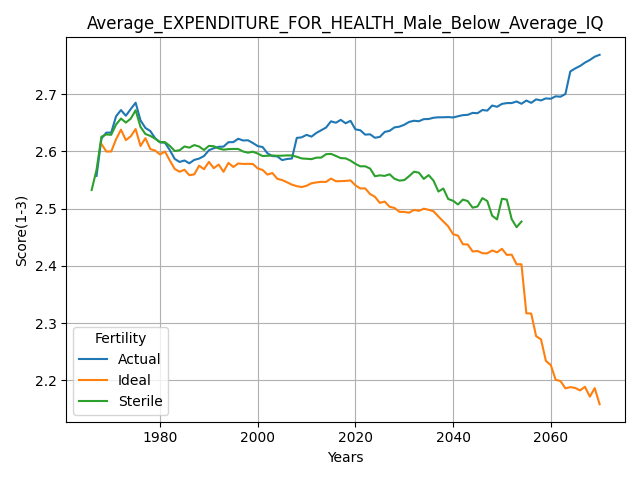 Average_EXPENDITURE_FOR_HEALTH_Male_Below_Average_IQ
Score(1-3)
2.7
2.6
2.5
2.4
2.3
2.2
Fertility
Actual
Ideal
Sterile
1980
2000
2020
2040
2060
Years